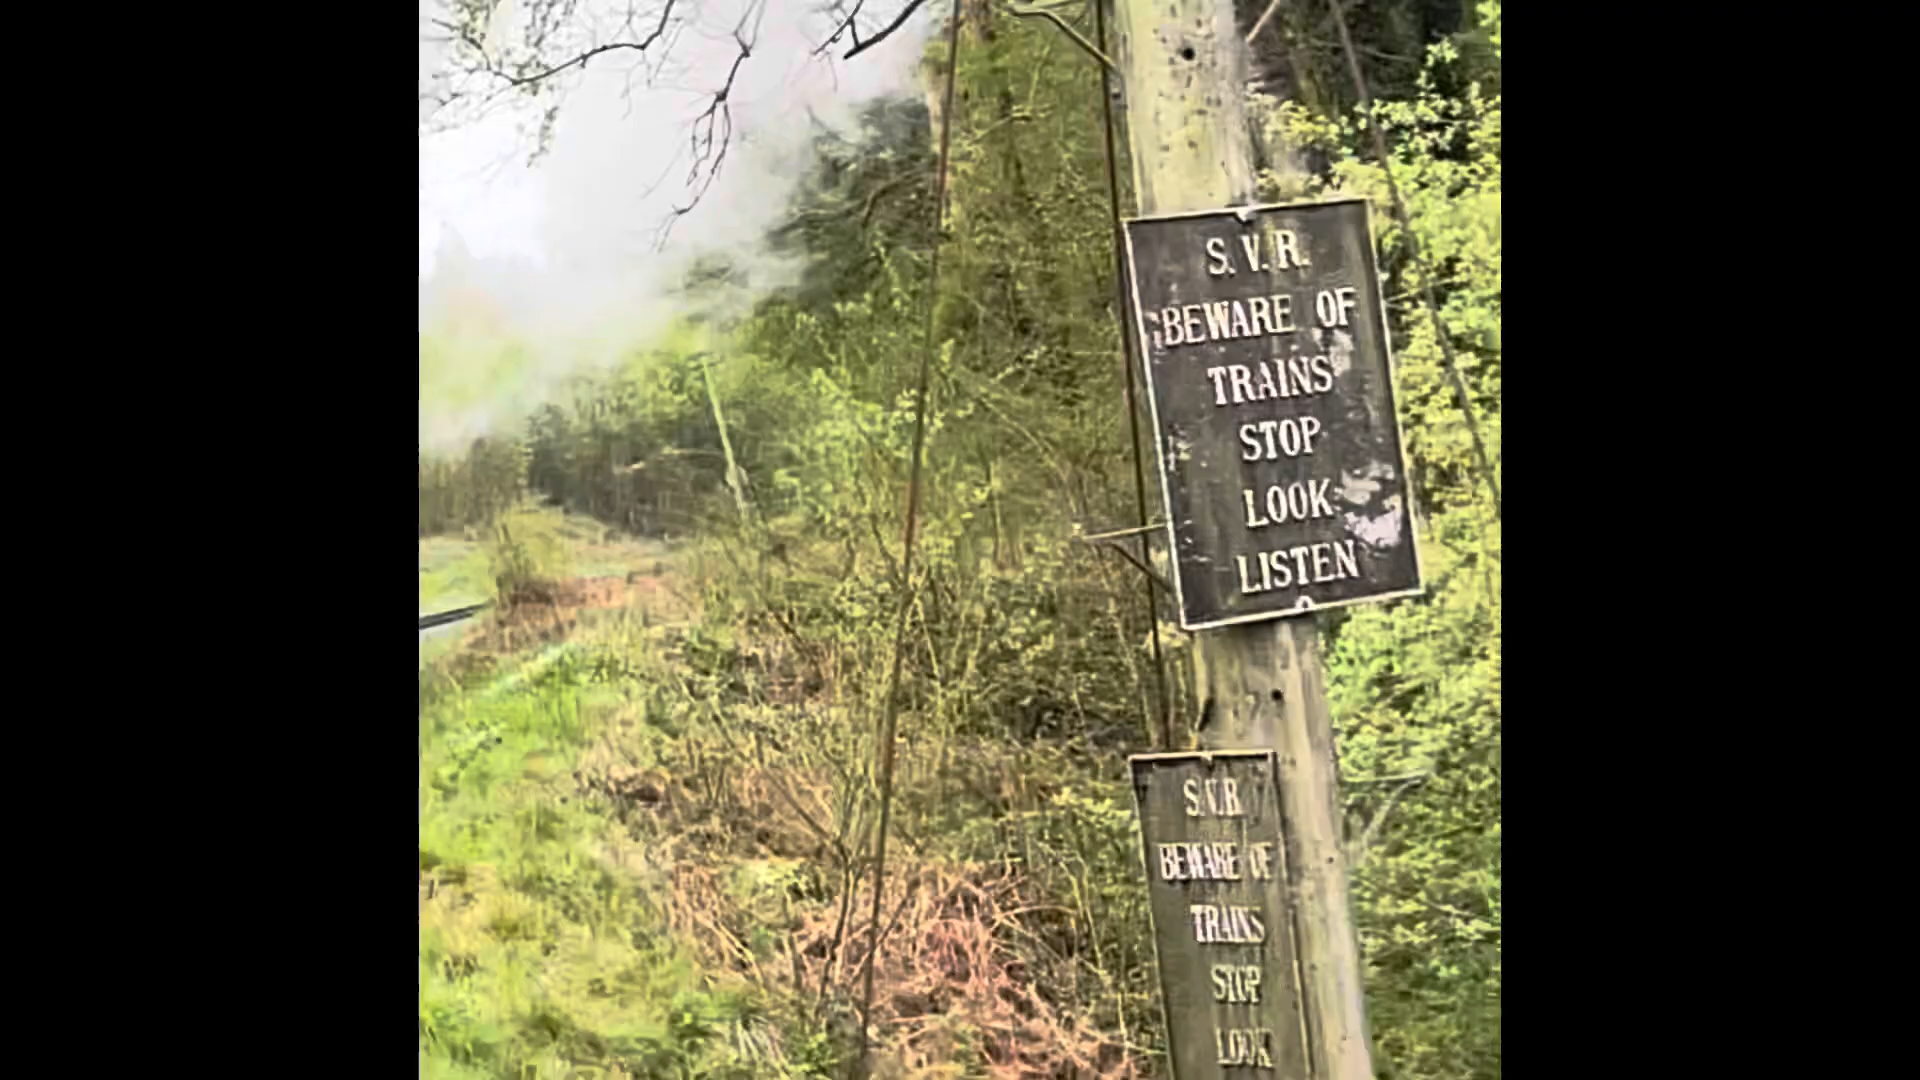 S. V. R.
BEWARE OF
TRAINS
STOP
LOOK
LISTEN
S.V.R.
BEWARE OF
TRAINS
STOP
LOOK